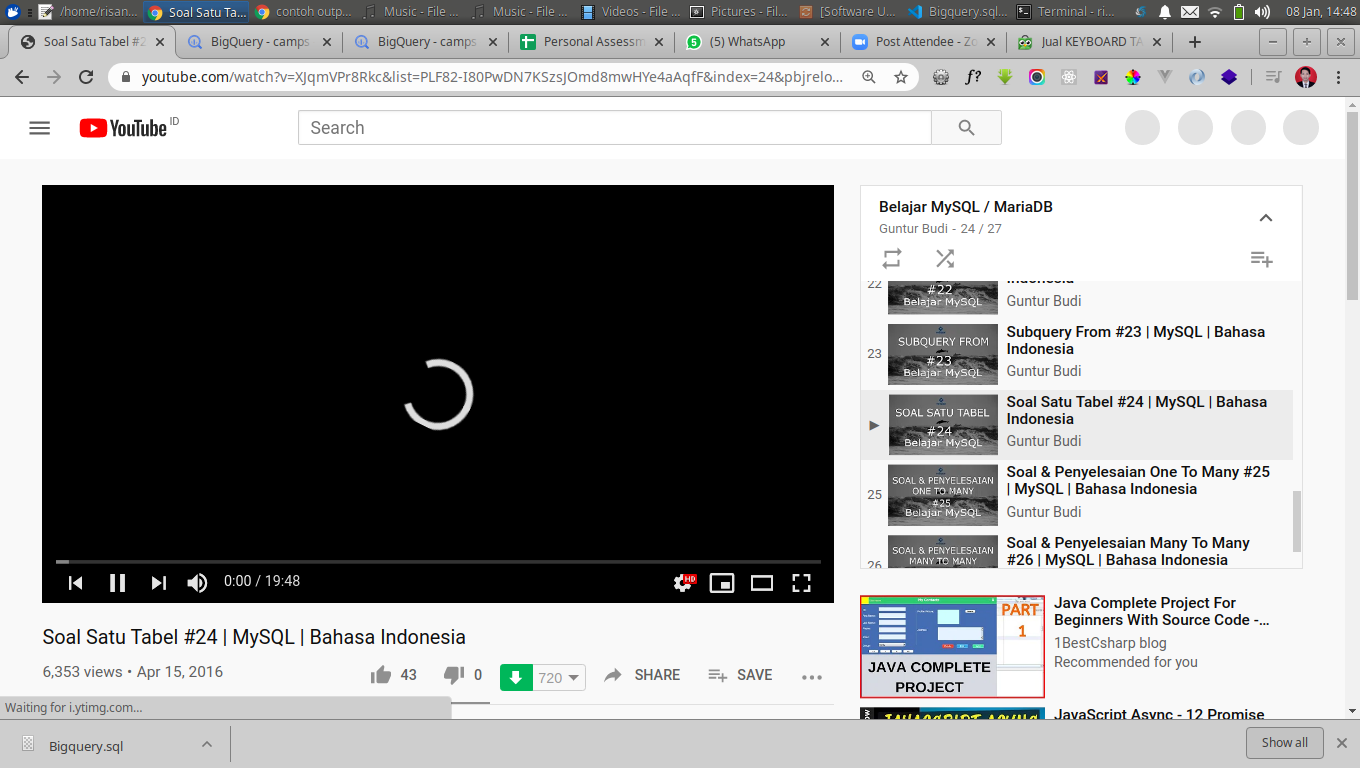 /home/risan...
Soal Satu Ta...
contoh outp...
Music - File ...
Music - File ...
Videos - File ...
Pictures - Fil...
[Software U...
Bigquery.sql...
Terminal - ri...
08 Jan, 14:48
Soal Satu Tabel #2
BigQuery - camps
BigQuery - camps
Personal Assessm
(5) WhatsApp
Post Attendee - Zo
Jual KEYBOARD TA
youtube.com/watch?v=XJqmVPr8Rkc&list=PLF82-I80PwDN7KSzsJOmd8mwHYe4aAqfF&index=24&pbjrelo...
f?
YouTube ID
Search
Belajar MySQL / MariaDB
Guntur Budi - 24 / 27
22
#22
Belajar MySQL
Indonesia
Guntur Budi
23
SUBQUERY FROM
#23
Belajar MySQL
Subquery From #23 | MySQL | Bahasa
Indonesia
Guntur Budi
SOAL SATU TABEL
#24
Belajar MySQL
Soal Satu Tabel #24 | MySQL | Bahasa
Indonesia
Guntur Budi
25
SOAL & PENYELESAIAN
ONE TO MANY
#25
Belajar MySQL
Soal & Penyelesaian One To Many #25
| MySQL | Bahasa Indonesia
Guntur Budi
26
SOAL & PENYELESAIAN
MANY TO MANY
Soal & Penyelesaian Many To Many
#26 | MySQL | Bahasa Indonesia
0:00 / 19:48
HD
Soal Satu Tabel #24 | MySQL | Bahasa Indonesia
6,353 views • Apr 15, 2016
43
0
720
SHARE
SAVE
PART
1
JAVA COMPLETE
PROJECT
Java Complete Project For
Beginners With Source Code -...
1BestCsharp blog
Recommended for you
JavaScript Async - 12 Promise
Waiting for i.ytimg.com...
Bigquery.sql
Show all